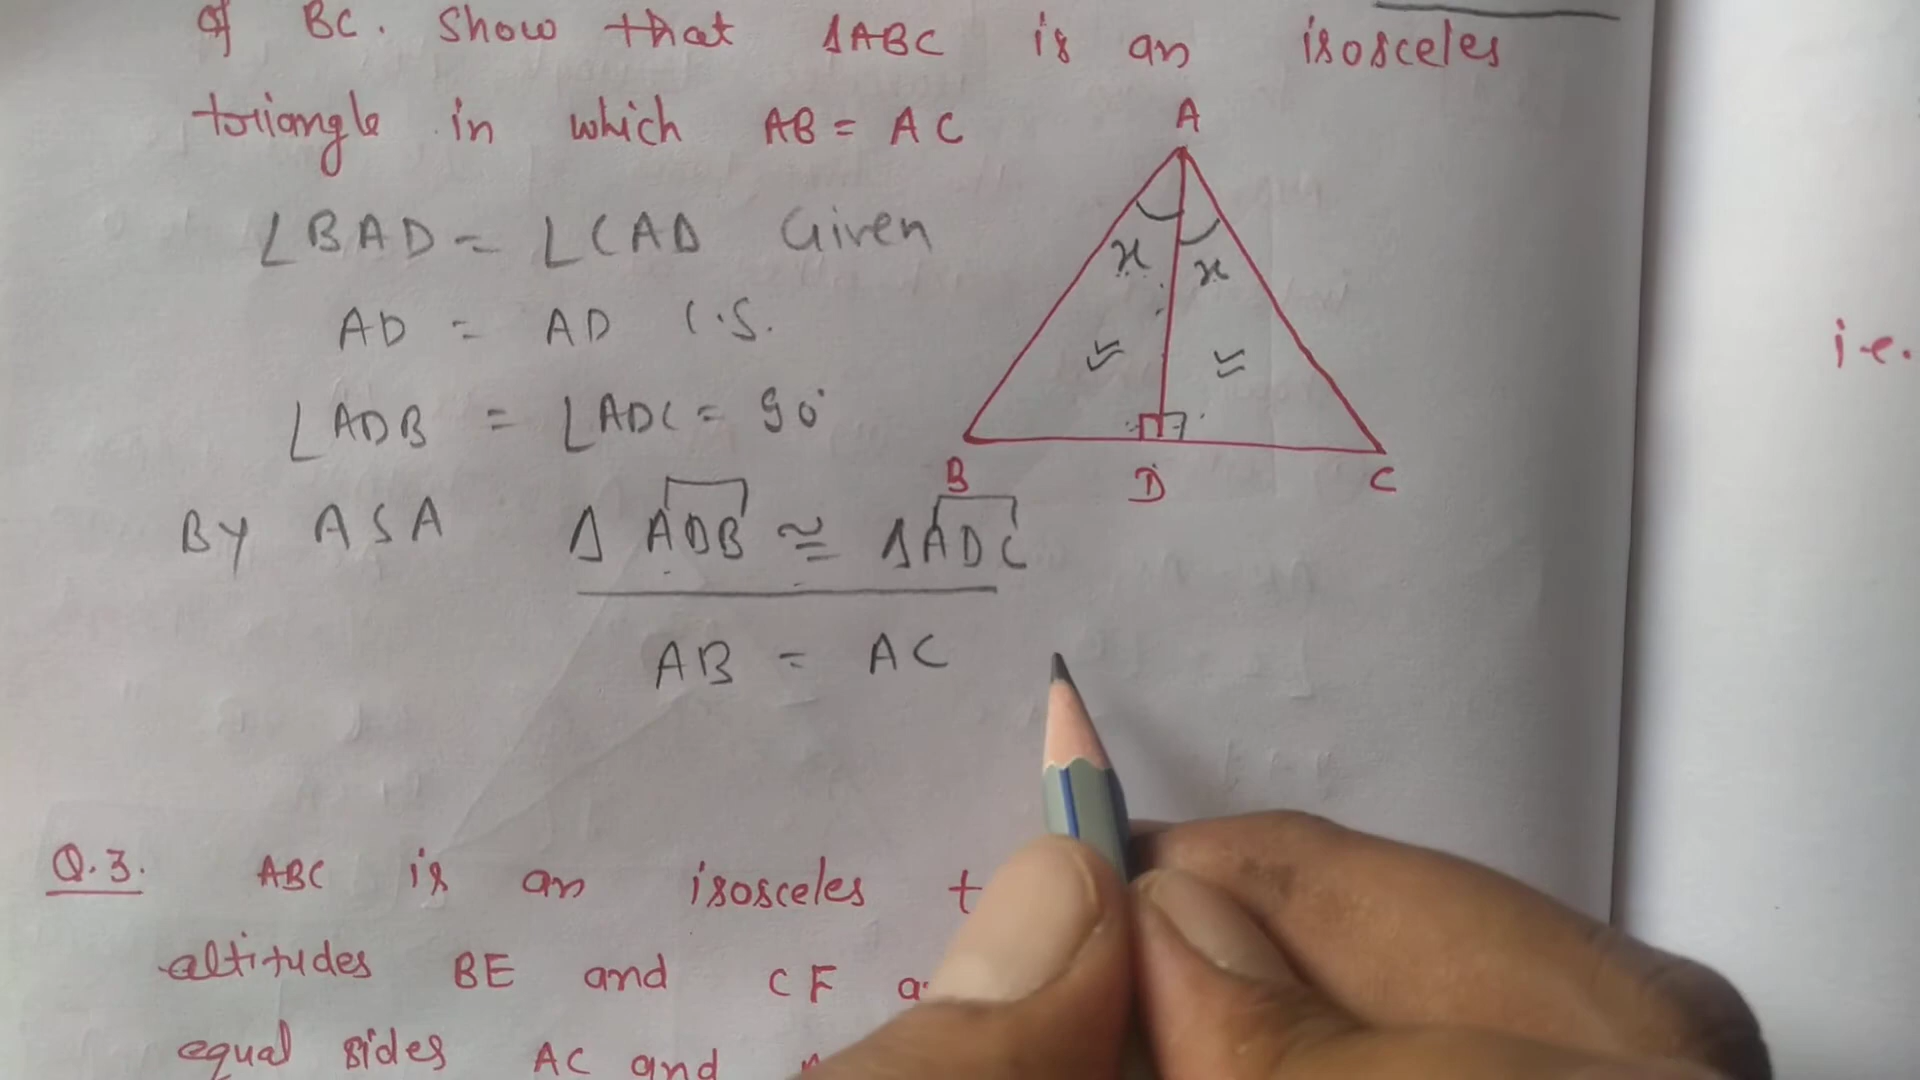 of BC. Show that ΔABC is an isosceles
triangle in which AB = AC
∠BAD = ∠CAD Given
AD = AD C.S.
∠ADB = ∠ADC = 90°
By ASA Δ ADB ≅ ΔADC
AB = AC
A
x x
B D C
i.e.
Q.3. ABC is an isosceles t
altitudes BE and CF a
equal sides AC and